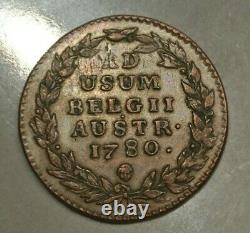 AD
USUM
BELGII
AUSTR·
·1780·